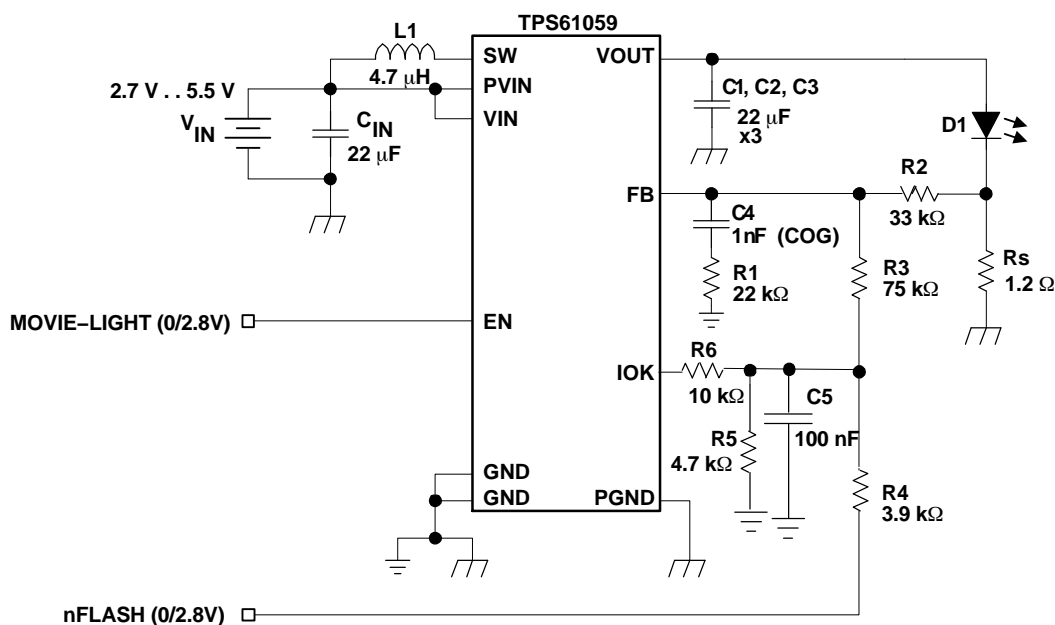 TPS61059
L1
4.7 μH
SW
PVIN
VIN
VOUT
2.7 V . . 5.5 V
VIN
CIN
22 μF
C1, C2, C3
22 μF
x3
D1
R2
33 kΩ
FB
C4
1nF (COG)
R1
22 kΩ
R3
75 kΩ
Rs
1.2 Ω
MOVIE–LIGHT (0/2.8V)
EN
IOK
R6
10 kΩ
C5
100 nF
R5
4.7 kΩ
R4
3.9 kΩ
GND
GND
PGND
nFLASH (0/2.8V)